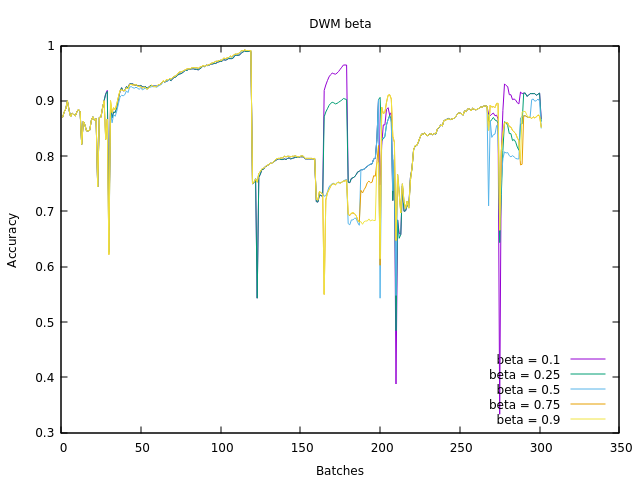 DWM beta
1
0.9
0.8
0.7
0.6
0.5
0.4
0.3
Accuracy
beta = 0.1
beta = 0.25
beta = 0.5
beta = 0.75
beta = 0.9
0 50 100 150 200 250 300 350
Batches